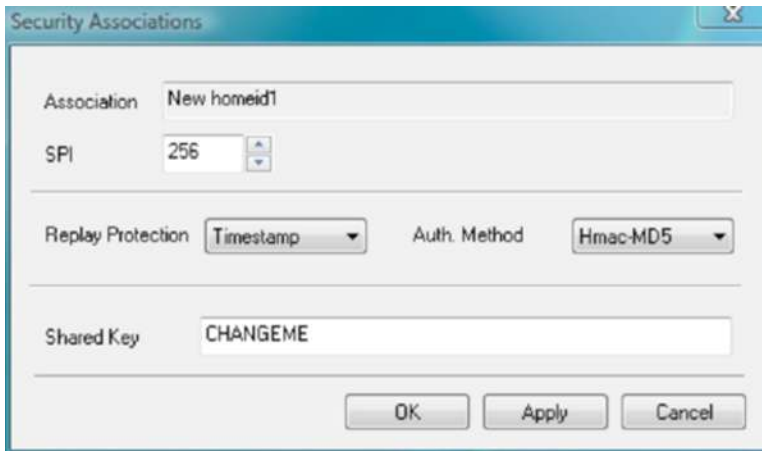 Security Associations
Association New homeid1
SPI 256
Replay Protection Timestamp Auth. Method Hmac-MD5
Shared Key CHANGEME
OK Apply Cancel